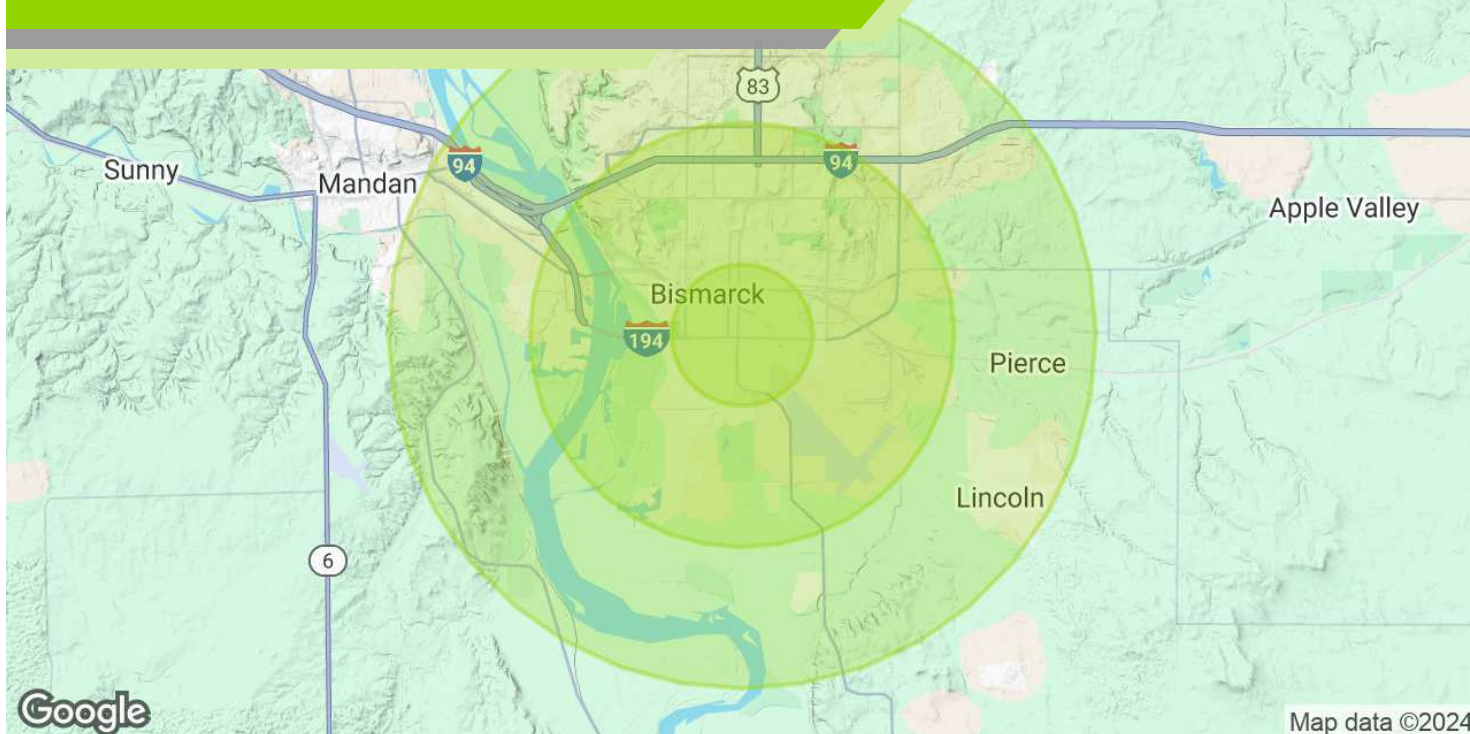 83
94
94
Sunny
Mandan
Apple Valley
Bismarck
194
Pierce
Lincoln
6
Google
Map data ©2024